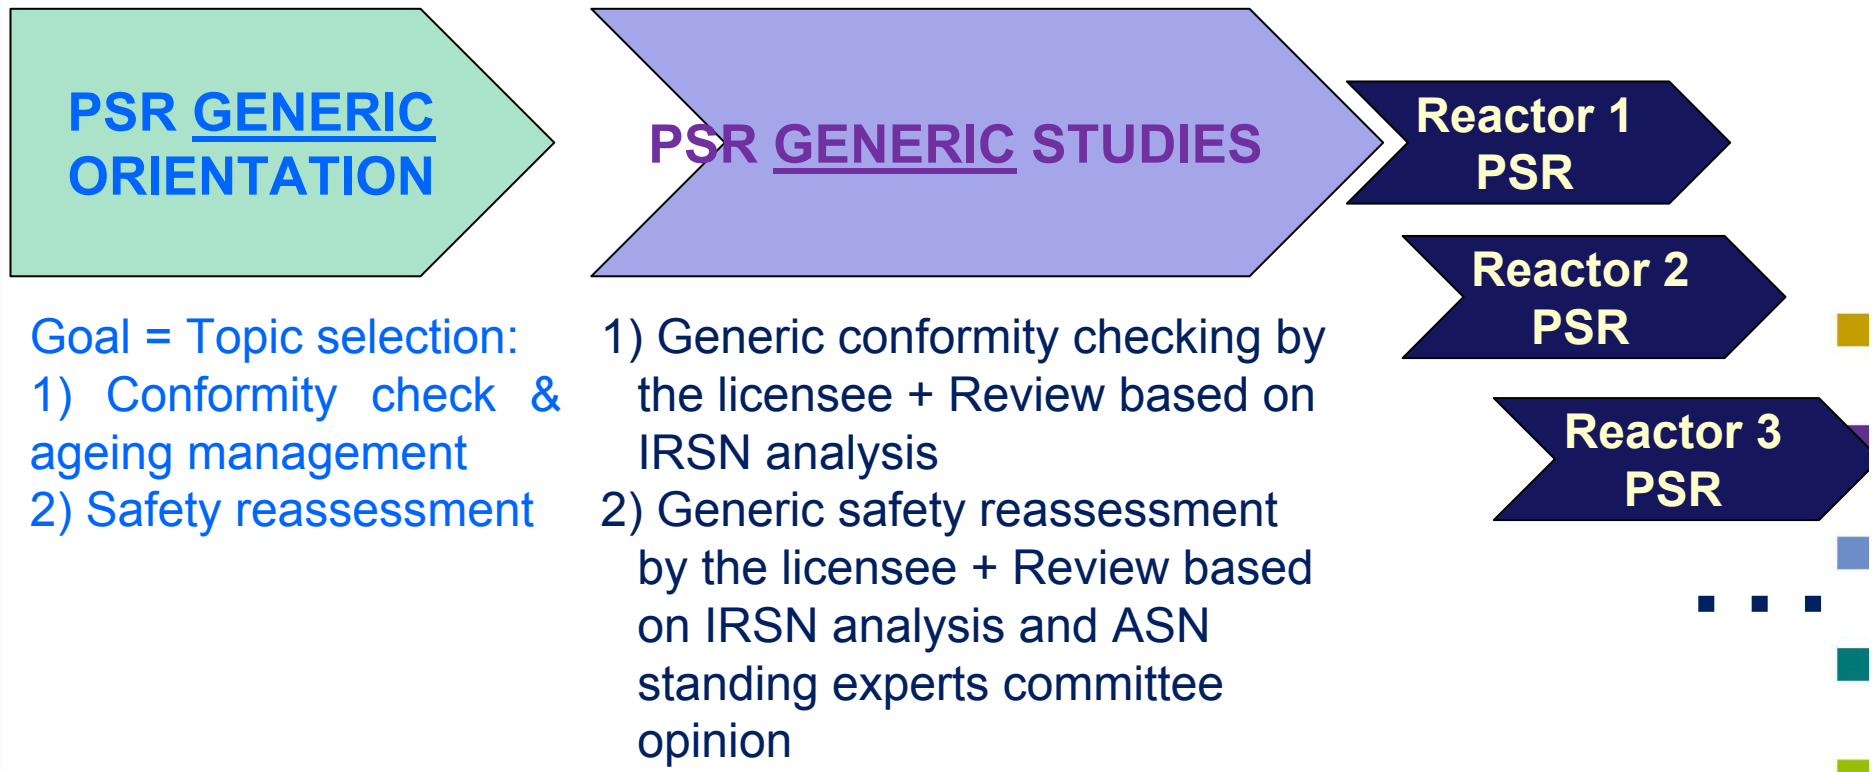 PSR GENERIC
ORIENTATION
PSR GENERIC STUDIES
Reactor 1
PSR
Reactor 2
PSR
Reactor 3
PSR
Goal = Topic selection:
1) Conformity check &
ageing management
2) Safety reassessment
1) Generic conformity checking by
the licensee + Review based on
IRSN analysis
2) Generic safety reassessment
by the licensee + Review based
on IRSN analysis and ASN
standing experts committee
opinion
...